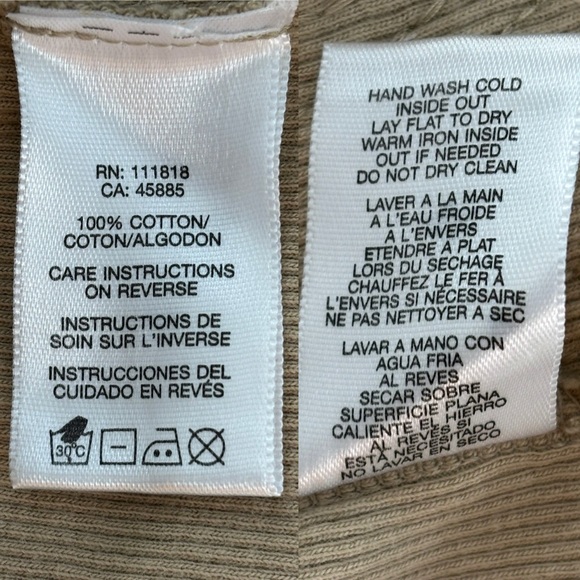 RN: 111818
CA: 45885
100% COTTON/
COTON/ALGODON
CARE INSTRUCTIONS
ON REVERSE
INSTRUCTIONS DE
SOIN SUR L'INVERSE
INSTRUCCIONES DEL
CUIDADO EN REVÉS
30°C
HAND WASH COLD
INSIDE OUT
LAY FLAT TO DRY
WARM IRON INSIDE
OUT IF NEEDED
DO NOT DRY CLEAN
LAVER A LA MAIN
A L'EAU FROIDE
A L'ENVERS
ETENDRE A PLAT
LORS DU SECHAGE
CHAUFFEZ LE FER À
L'ENVERS SI NÉCESSAIRE
NE PAS NETTOYER A SEC
LAVAR A MANO CON
AGUA FRIA
AL REVES
SECAR SOBRE
SUPERFICIE PLANA
CALIENTE EL HIERRO
AL REVÉS SI
ESTÁ NECESITADO
NO LAVAR EN SECO